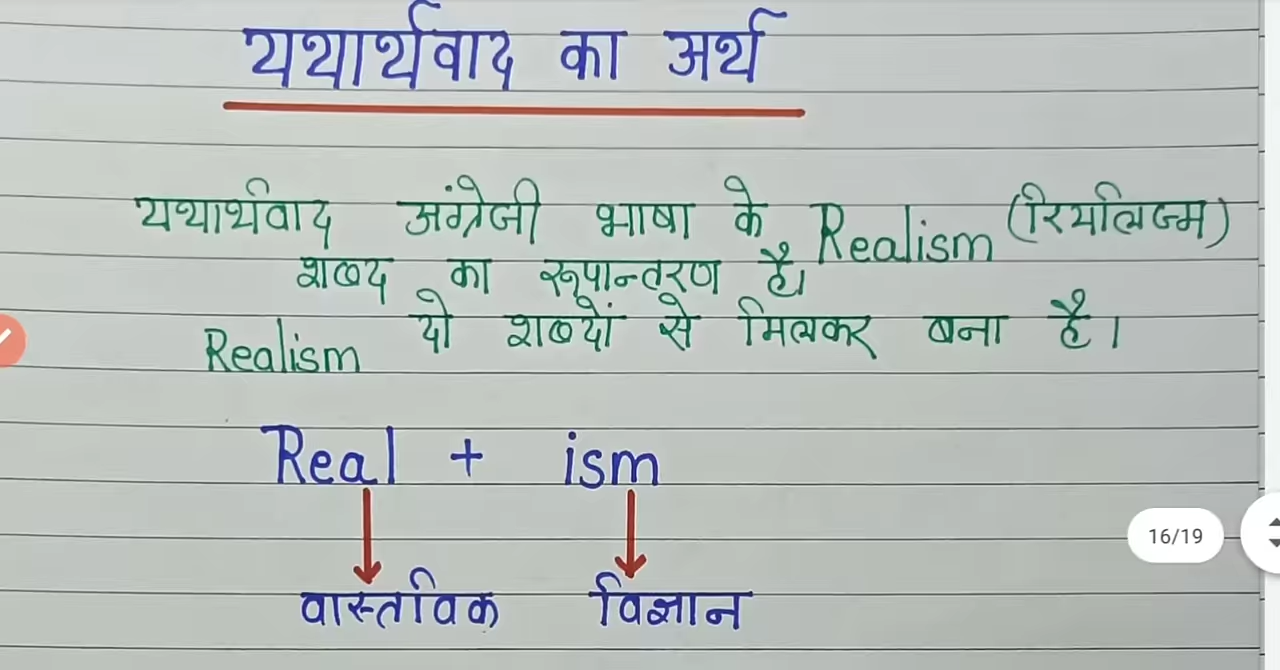 यथार्थवाद का अर्थ
यथार्थवाद अंग्रेजी भाषा के Realism (रियलिज्म)
शब्द का रूपान्तरण है।
Realism दो शब्दों से मिलकर बना है।
Real + ism
वास्तविक विज्ञान
16/19